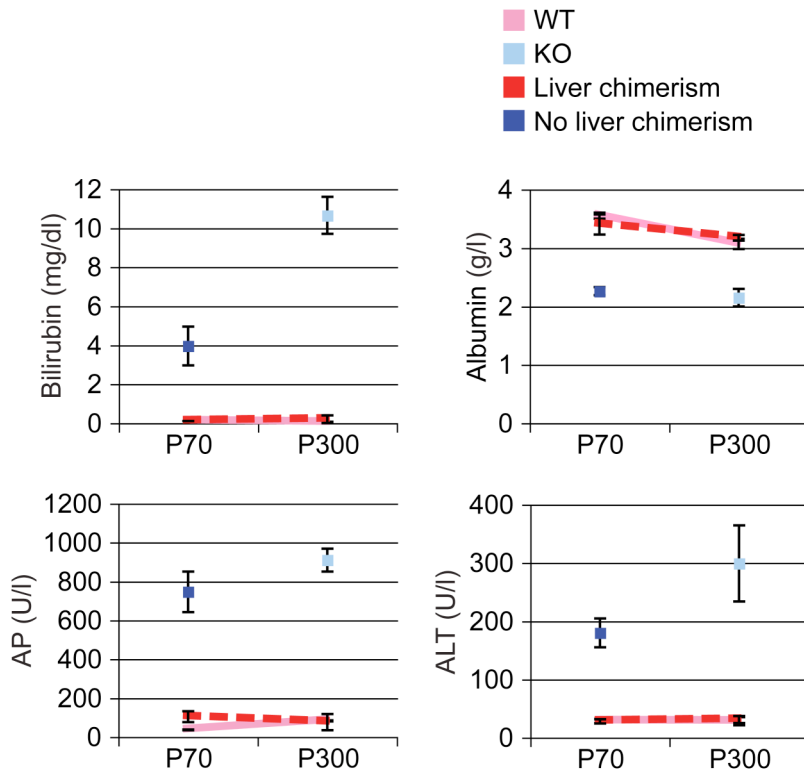 WT
KO
Liver chimerism
No liver chimerism
Bilirubin (mg/dl)
12
10
8
6
4
2
0
P70 P300
Albumin (g/l)
4
3
2
1
0
P70 P300
AP (U/l)
1200
1000
800
600
400
200
0
P70 P300
ALT (U/l)
400
300
200
100
0
P70 P300